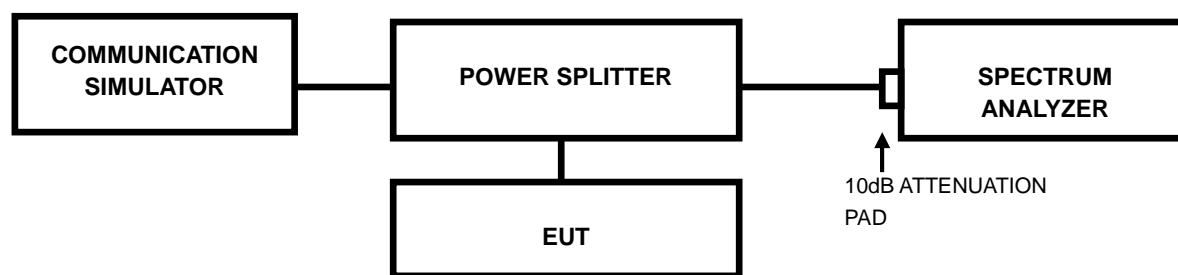 COMMUNICATION
SIMULATOR
POWER SPLITTER
SPECTRUM
ANALYZER
10dB ATTENUATION
PAD
EUT